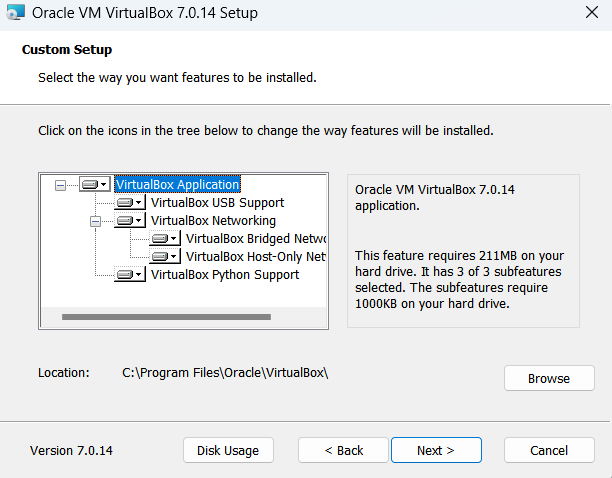 Oracle VM VirtualBox 7.0.14 Setup
Custom Setup
Select the way you want features to be installed.
Click on the icons in the tree below to change the way features will be installed.
VirtualBox Application
VirtualBox USB Support
VirtualBox Networking
VirtualBox Bridged Netw
VirtualBox Host-Only Net
VirtualBox Python Support
Oracle VM VirtualBox 7.0.14
application.
This feature requires 211MB on your
hard drive. It has 3 of 3 subfeatures
selected. The subfeatures require
1000KB on your hard drive.
Location: C:\Program Files\Oracle\VirtualBox\
Browse
Version 7.0.14
Disk Usage
< Back
Next >
Cancel